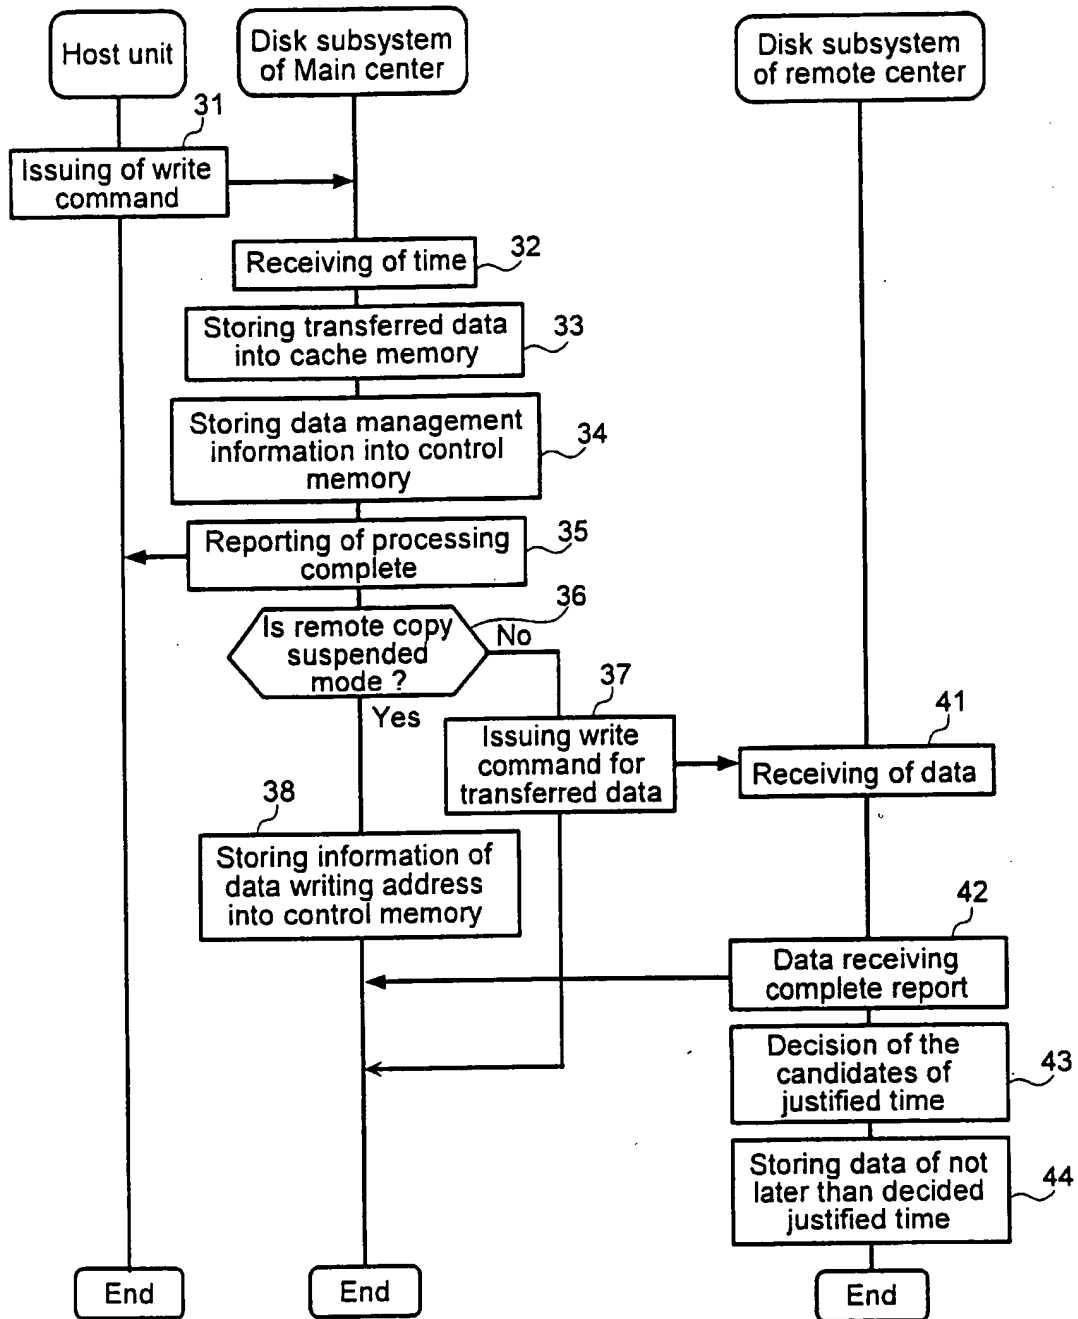 Host unit
Disk subsystem
of Main center
Disk subsystem
of remote center
31
Issuing of write
command
Receiving of time
32
Storing transferred data
into cache memory
33
Storing data management
information into control
memory
34
Reporting of processing
complete
35
Is remote copy
suspended
mode ?
36
No
Yes
37
Issuing write
command for
transferred data
41
Receiving of data
38
Storing information of
data writing address
into control memory
42
Data receiving
complete report
Decision of the
candidates of
justified time
43
Storing data of not
later than decided
justified time
44
End
End
End